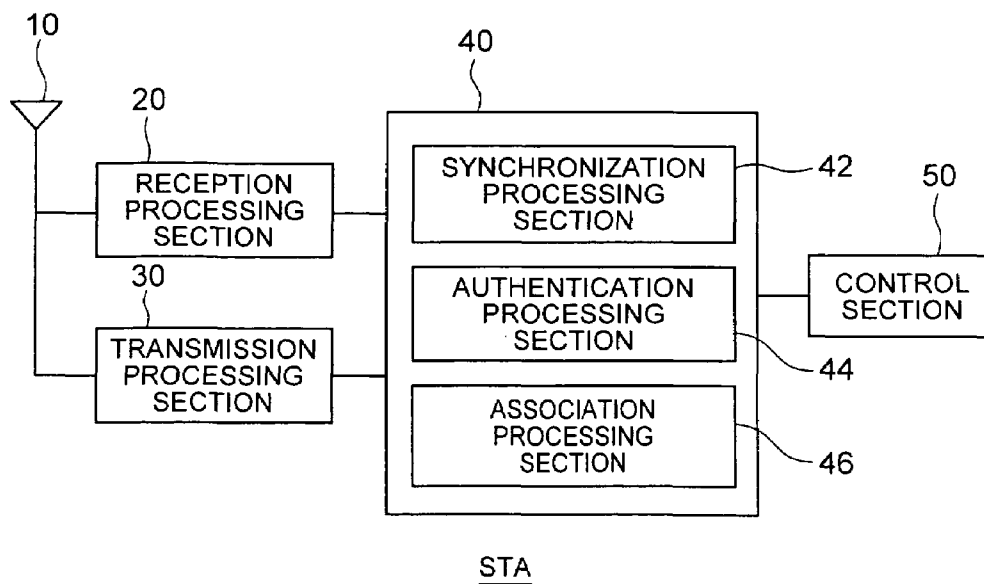 10
20
RECEPTION
PROCESSING
SECTION
30
TRANSMISSION
PROCESSING
SECTION
40
SYNCHRONIZATION
PROCESSING
SECTION
42
AUTHENTICATION
PROCESSING
SECTION
44
ASSOCIATION
PROCESSING
SECTION
46
50
CONTROL
SECTION
STA